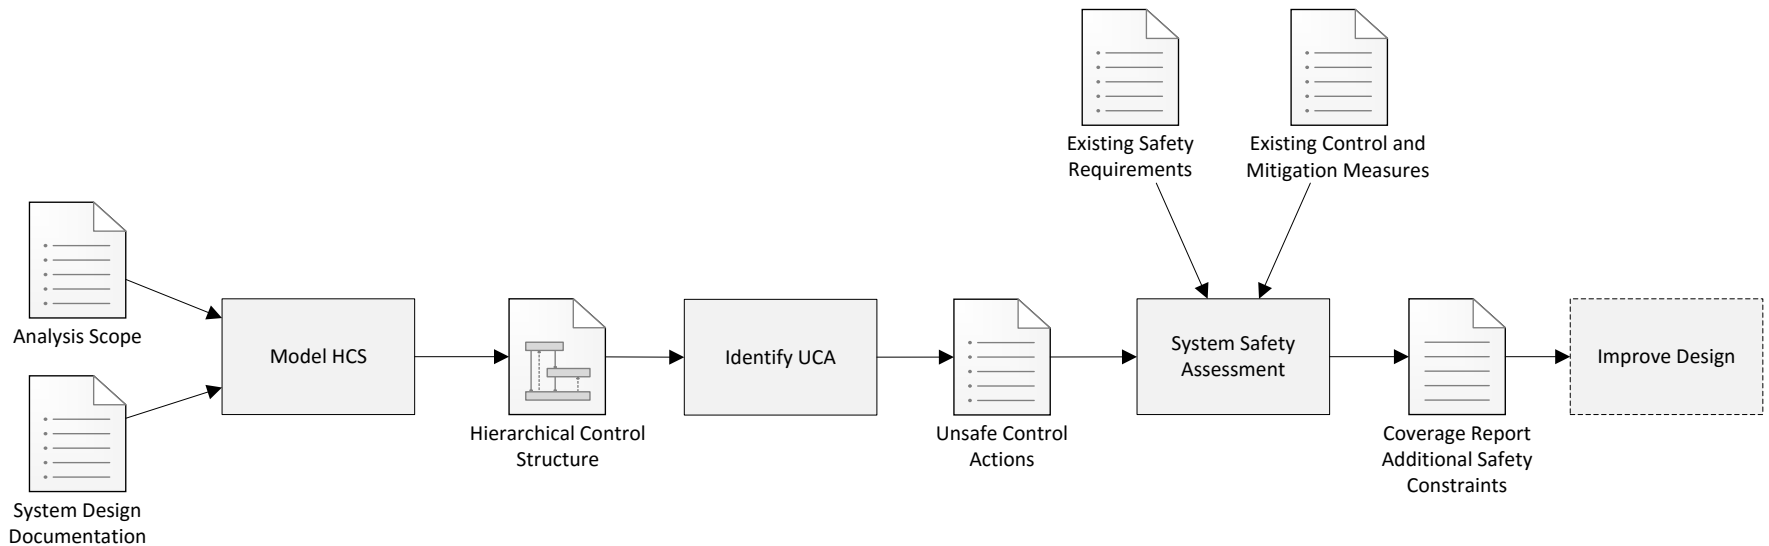 Existing Safety
Requirements
Existing Control and
Mitigation Measures
Analysis Scope
System Design
Documentation
Model HCS
Hierarchical Control
Structure
Identify UCA
Unsafe Control
Actions
System Safety
Assessment
Coverage Report
Additional Safety
Constraints
Improve Design